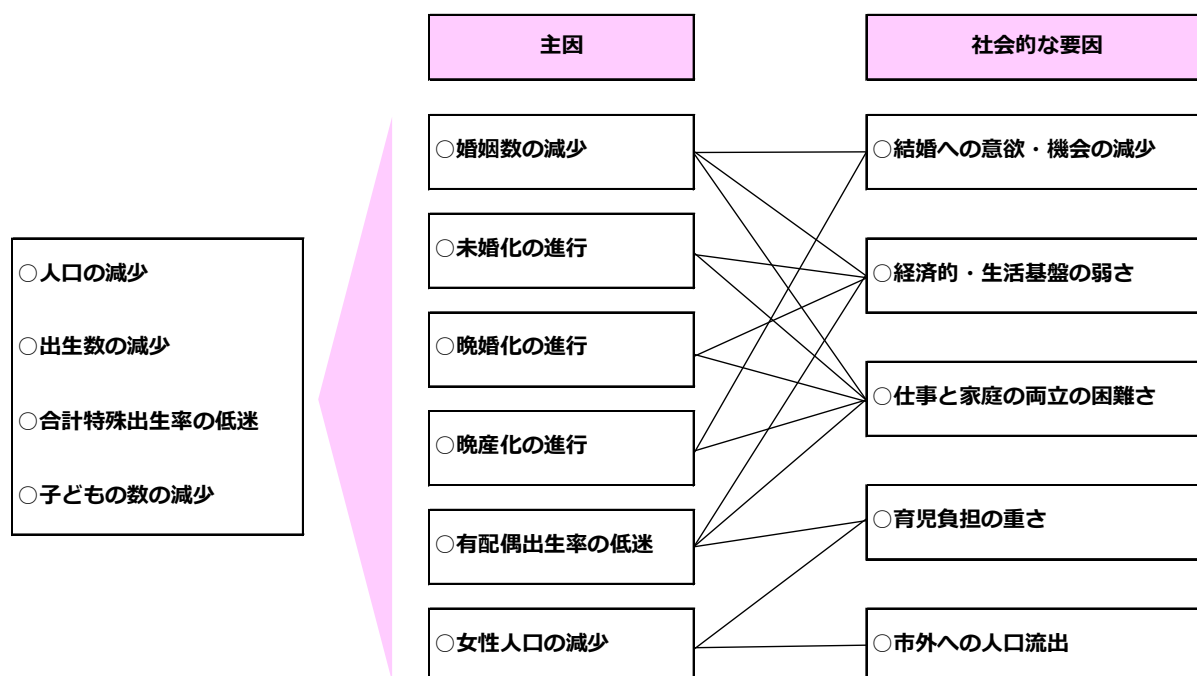 主因
社会的な要因
○婚姻数の減少
○結婚への意欲・機会の減少
○未婚化の進行
○人口の減少
○経済的・生活基盤の弱さ
○出生数の減少
○晩婚化の進行
○仕事と家庭の両立の困難さ
○合計特殊出生率の低迷
○晩産化の進行
○子どもの数の減少
○育児負担の重さ
○有配偶出生率の低迷
○女性人口の減少
○市外への人口流出